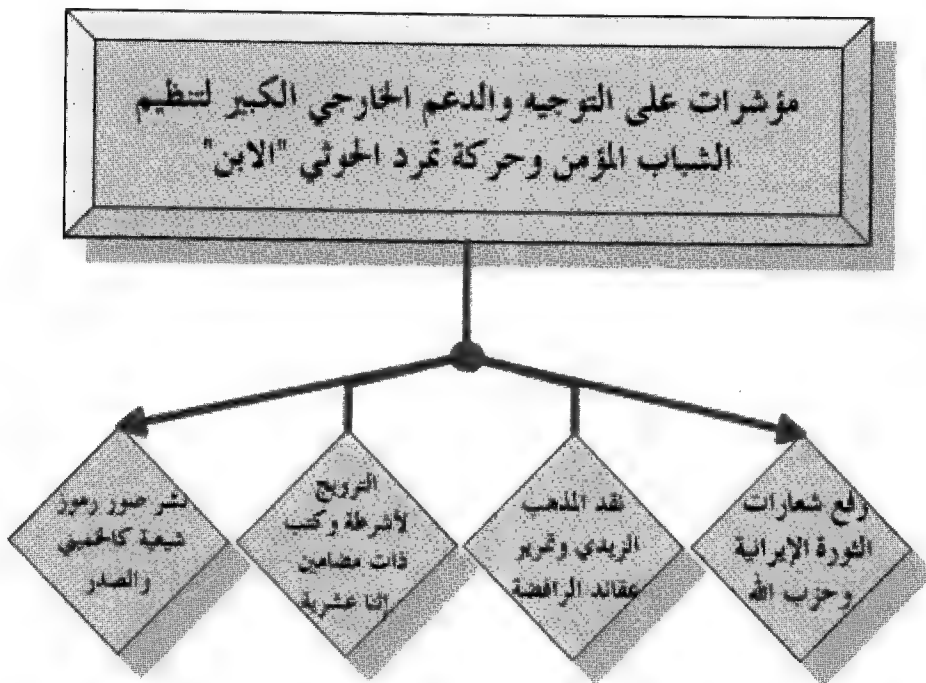 مؤشرات على التوجيه والدعم الخارجي الكبير لتنظيم
الشباب المؤمن وحركة تمرد الحوثي "الابن"
رفع شعارات
الثورة الإيرانية
وحزب الله
نقد المذهب
الزيدي وتمرير
عقائد الرافضة
الترويج
لأشرطة وكتب
ذات مضامين
إثنا عشرية
نشر صور رموز
شيعية كالخميني
والصدر